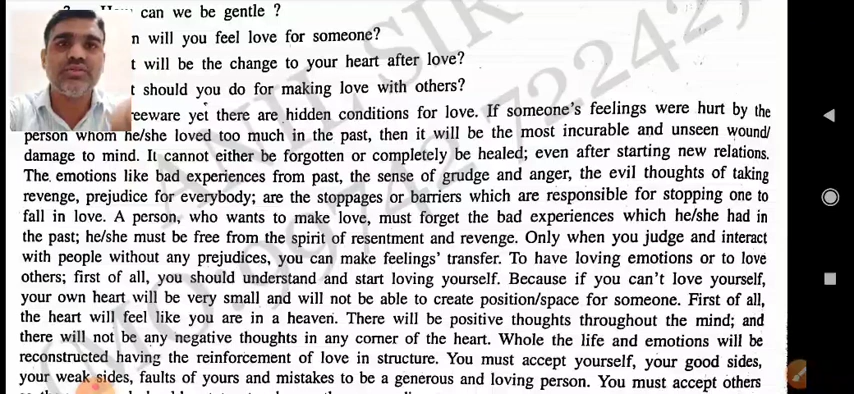 can we be gentle ?
n will you feel love for someone?
t will be the change to your heart after love?
t should you do for making love with others?
reeware yet there are hidden conditions for love. If someone's feelings were hurt by the
person whom he/she loved too much in the past, then it will be the most incurable and unseen wound/
damage to mind. It cannot either be forgotten or completely be healed; even after starting new relations.
The emotions like bad experiences from past, the sense of grudge and anger, the evil thoughts of taking
revenge, prejudice for everybody; are the stoppages or barriers which are responsible for stopping one to
fall in love. A person, who wants to make love, must forget the bad experiences which he/she had in
the past; he/she must be free from the spirit of resentment and revenge. Only when you judge and interact
with people without any prejudices, you can make feelings' transfer. To have loving emotions or to love
others; first of all, you should understand and start loving yourself. Because if you can't love yourself,
your own heart will be very small and will not be able to create position/space for someone. First of all,
the heart will feel like you are in a heaven. There will be positive thoughts throughout the mind; and
there will not be any negative thoughts in any corner of the heart. Whole the life and emotions will be
reconstructed having the reinforcement of love in structure. You must accept yourself, your good sides,
your weak sides, faults of yours and mistakes to be a generous and loving person. You must accept others
ANIL SIR
(MO:99742 72242)